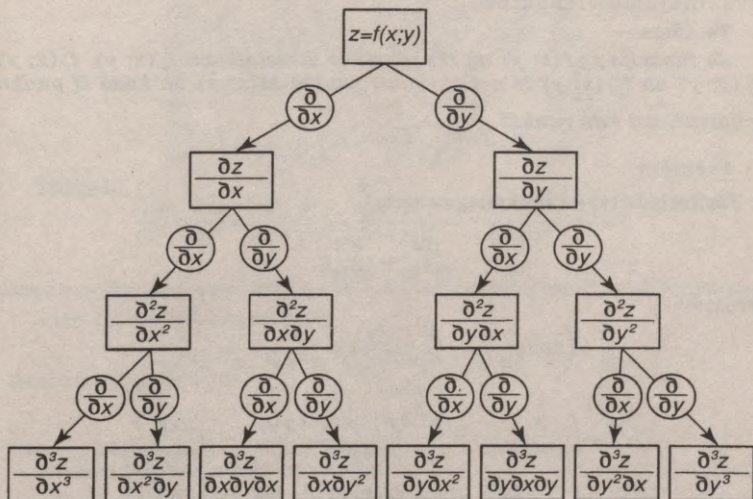 z=f(x;y)
∂/∂x ∂/∂y
∂z/∂x ∂z/∂y
∂/∂x ∂/∂y ∂/∂x ∂/∂y
∂²z/∂x² ∂²z/∂x∂y ∂²z/∂y∂x ∂²z/∂y²
∂/∂x ∂/∂y ∂/∂x ∂/∂y ∂/∂x ∂/∂y ∂/∂x ∂/∂y
∂³z/∂x³ ∂³z/∂x²∂y ∂³z/∂x∂y∂x ∂³z/∂x∂y² ∂³z/∂y∂x² ∂³z/∂y∂x∂y ∂³z/∂y²∂x ∂³z/∂y³